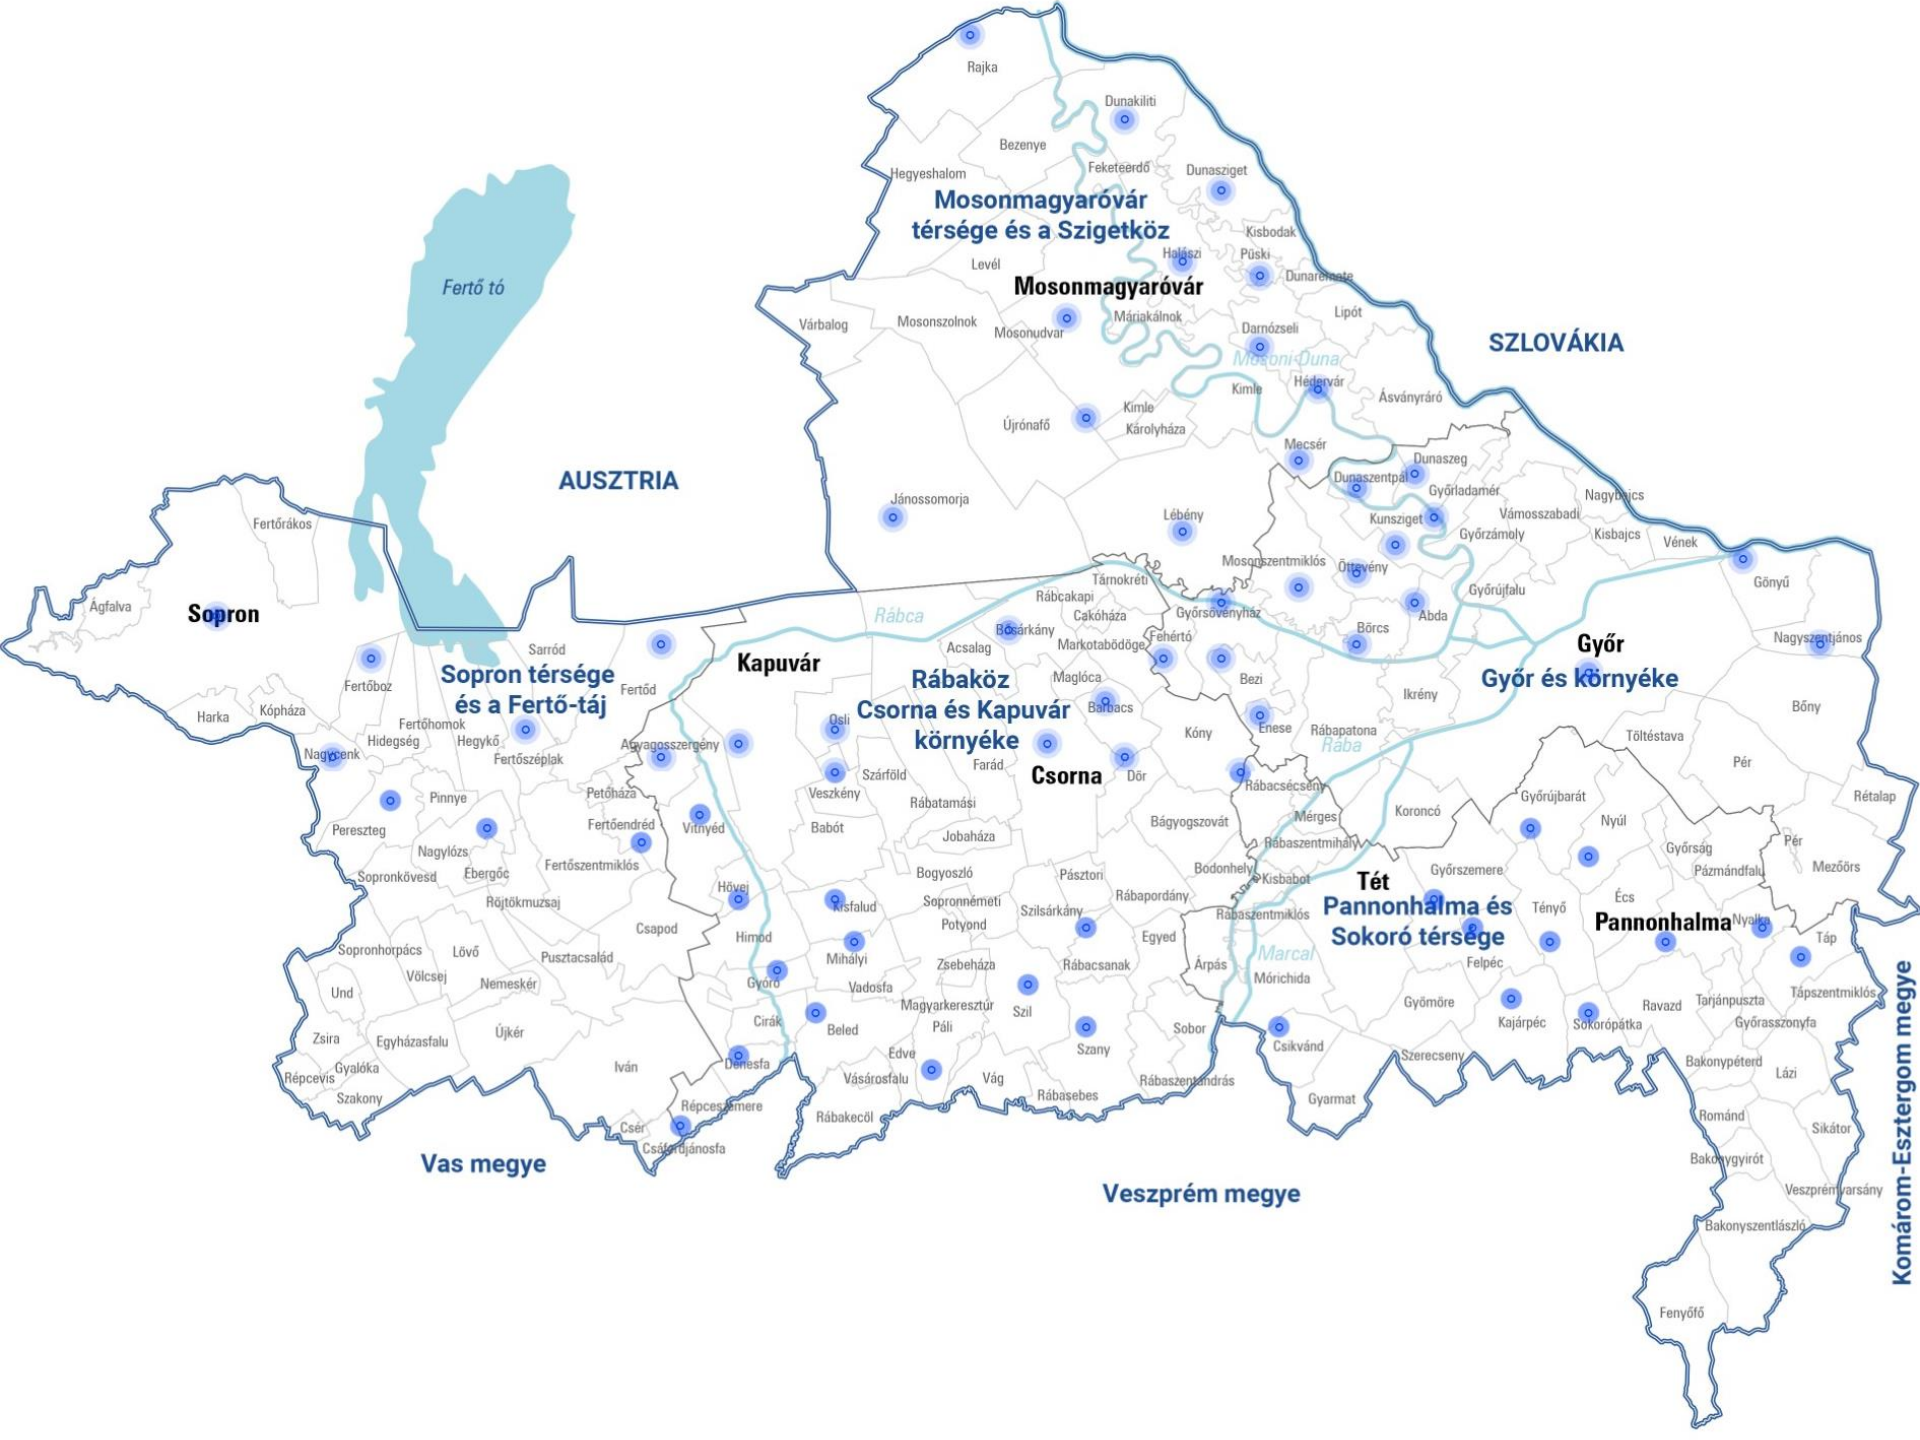 Rajka
Dunakiliti
Bezenye
Feketeerdő
Dunasziget
Hegyeshalom
Mosonmagyaróvár
térsége és a Szigetköz
Kisbodak
Halászi
Püski
Dunaremete
Levél
Mosonmagyaróvár
Fertő tó
Várbalog
Mosonszolnok
Mosonudvar
Máriakálnok
Darnózseli
Lipót
SZLOVÁKIA
Mosoni-Duna
Kimle
Hédervár
Ásványráró
Újrónafő
Kimle
Károlyháza
Mecsér
AUSZTRIA
Dunaszeg
Dunaszentpál
Győrladamér
Nagybajcs
Jánossomorja
Lébény
Kunsziget
Vámosszabadi
Fertőrákos
Győrzámoly
Kisbajcs
Vének
Mosonszentmiklós
Öttevény
Tárnokréti
Gönyű
Rábcakapi
Győrújfalu
Ágfalva
Sopron
Rábca
Cakóháza
Győrsövényház
Abda
Bősárkány
Börcs
Fehértó
Nagyszentjános
Acsalag
Markotabödöge
Győr
Sarród
Kapuvár
Sopron térsége
és a Fertő-táj
Maglóca
Bezi
Győr és környéke
Fertőboz
Fertőd
Rábaköz
Csorna és Kapuvár
környéke
Ikrény
Harka
Kópháza
Barbacs
Bőny
Fertőhomok
Osli
Enese
Rábapatona
Kóny
Hidegség
Hegykő
Agyagosszergény
Rába
Töltéstava
Nagycenk
Fertőszéplak
Farád
Csorna
Dör
Pér
Szárföld
Rábacsécsény
Petőháza
Veszkény
Pinnye
Rábatamási
Győrújbarát
Rétalap
Koroncó
Mérges
Nyúl
Pereszteg
Fertőendréd
Vitnyéd
Babót
Bágyogszovát
Jobaháza
Rábaszentmihály
Győrság
Pér
Nagylózs
Mezőörs
Fertőszentmiklós
Bodonhely
Győrszemere
Pázmándfalu
Sopronkövesd
Ebergőc
Bogyoszló
Pásztori
Kisbabot
Tét
Hövej
Rábapordány
Écs
Röjtökmuzsaj
Sopronnémeti
Kisfalud
Szilsárkány
Rábaszentmiklós
Pannonhalma és
Sokoró térsége
Tényő
Pannonhalma
Nyalka
Potyond
Csapod
Himod
Egyed
Táp
Sopronhorpács
Lövő
Pusztacsalád
Mihályi
Zsebeháza
Rábacsanak
Árpás
Marcal
Felpéc
Völcsej
Nemeskér
Gyóró
Vadosfa
Mórichida
Und
Tápszentmiklós
Magyarkeresztúr
Szil
Gyömöre
Ravazd
Tarjánpuszta
Cirák
Beled
Páli
Sobor
Kajárpéc
Sokorópátka
Győrasszonyfa
Zsira
Egyházasfalu
Újkér
Csikvánd
Szany
Edve
Szerecseny
Bakonypéterd
Gyalóka
Iván
Dénesfa
Lázi
Répcevis
Vásárosfalu
Vág
Rábaszentandrás
Szakony
Rábasebes
Gyarmat
Répceszemere
Rábakecöl
Románd
Csér
Sikátor
Csáfordjánosfa
Vas megye
Bakonygyirót
Veszprém megye
Veszprémvarsány
Bakonyszentlászló
Komárom-Esztergom megye
Fenyőfő